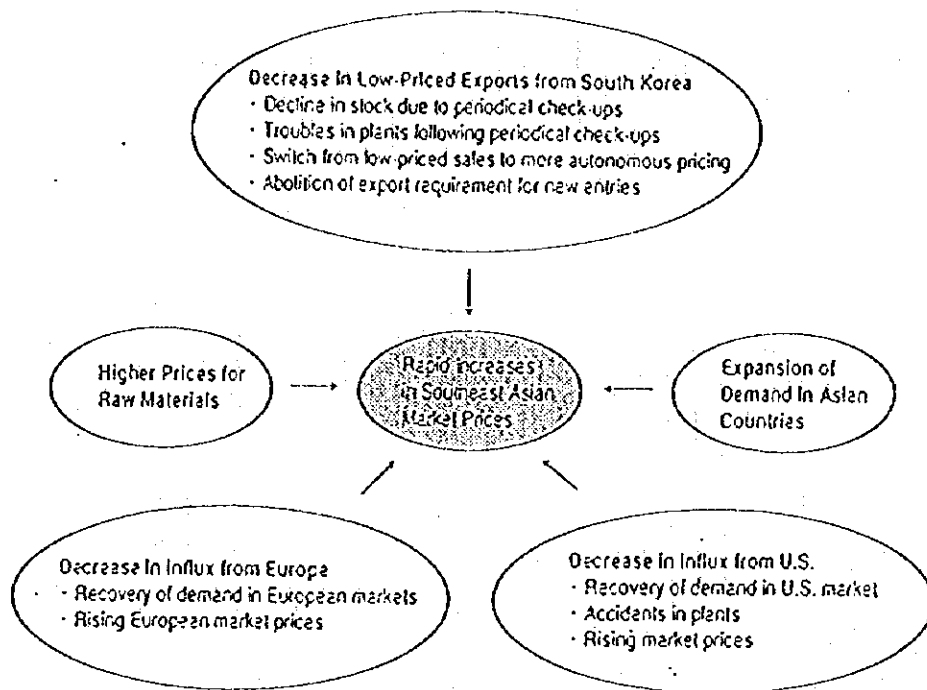 Decrease in Low-Priced Exports from South Korea
· Decline in stock due to periodical check-ups
· Troubles in plants following periodical check-ups
· Switch from low-priced sales to more autonomous pricing
· Abolition of export requirement for new entries
Higher Prices for
Raw Materials
Rapid increases
in Southeast Asian
Market Prices
Expansion of
Demand in Asian
Countries
Decrease in Influx from Europe
· Recovery of demand in European markets
· Rising European market prices
Decrease in Influx from U.S.
· Recovery of demand in U.S. market
· Accidents in plants
· Rising market prices